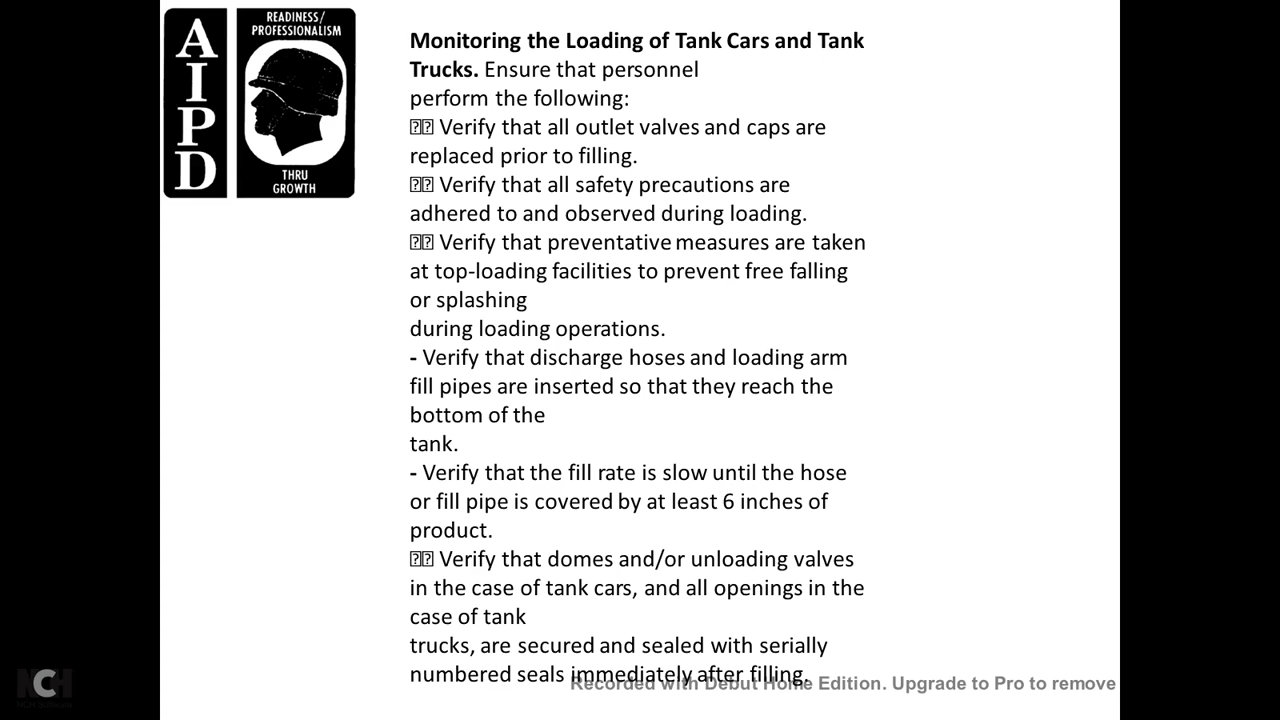 READINESS/
PROFESSIONALISM
A
I
P
D
THRU
GROWTH
Monitoring the Loading of Tank Cars and Tank
Trucks. Ensure that personnel
perform the following:
⍰⍰ Verify that all outlet valves and caps are
replaced prior to filling.
⍰⍰ Verify that all safety precautions are
adhered to and observed during loading.
⍰⍰ Verify that preventative measures are taken
at top-loading facilities to prevent free falling
or splashing
during loading operations.
- Verify that discharge hoses and loading arm
fill pipes are inserted so that they reach the
bottom of the
tank.
- Verify that the fill rate is slow until the hose
or fill pipe is covered by at least 6 inches of
product.
⍰⍰ Verify that domes and/or unloading valves
in the case of tank cars, and all openings in the
case of tank
trucks, are secured and sealed with serially
numbered seals immediately after filling.
Recorded with Debut Home Edition. Upgrade to Pro to remove
NCH
NCH Software